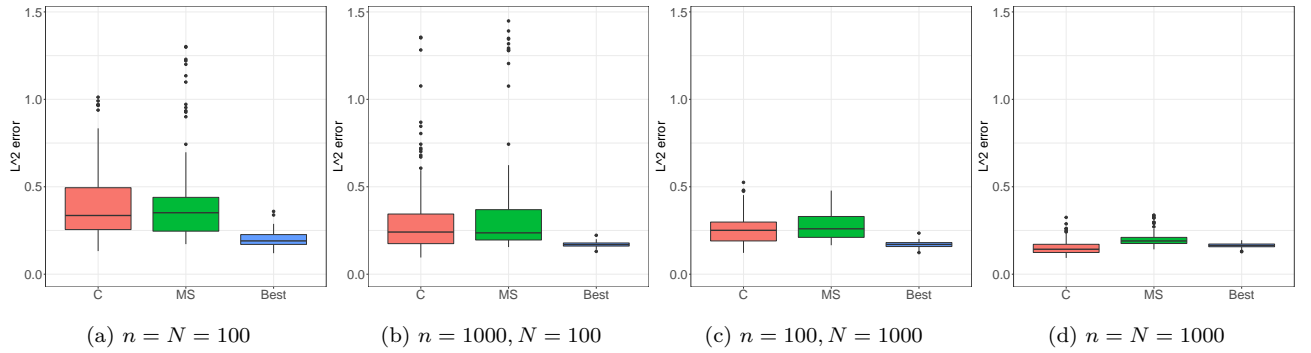 1.5
1.0
0.5
0.0
L^2 error
C MS Best
(a) n = N = 100
1.5
1.0
0.5
0.0
L^2 error
C MS Best
(b) n = 1000, N = 100
1.5
1.0
0.5
0.0
L^2 error
C MS Best
(c) n = 100, N = 1000
1.5
1.0
0.5
0.0
L^2 error
C MS Best
(d) n = N = 1000